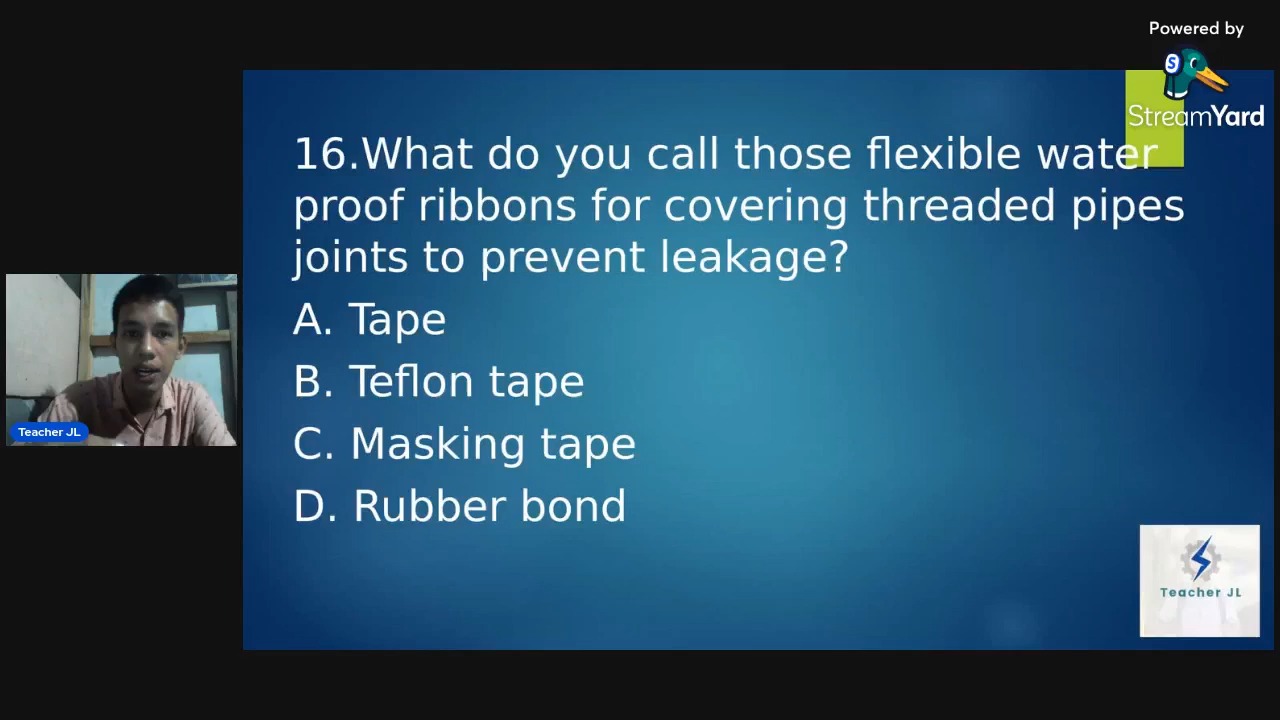 Powered by
StreamYard
16.What do you call those flexible water
proof ribbons for covering threaded pipes
joints to prevent leakage?
A. Tape
B. Teflon tape
C. Masking tape
D. Rubber bond
Teacher JL
Teacher JL